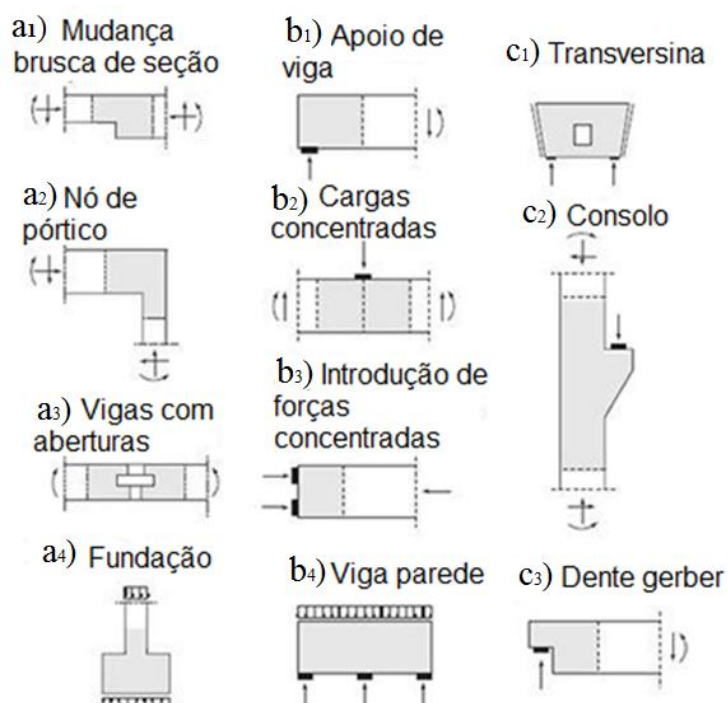 a1) Mudança
brusca de seção
a2) Nó de
pórtico
a3) Vigas com
aberturas
a4) Fundação
b1) Apoio de
viga
b2) Cargas
concentradas
b3) Introdução de
forças
concentradas
b4) Viga parede
c1) Transversina
c2) Consolo
c3) Dente gerber